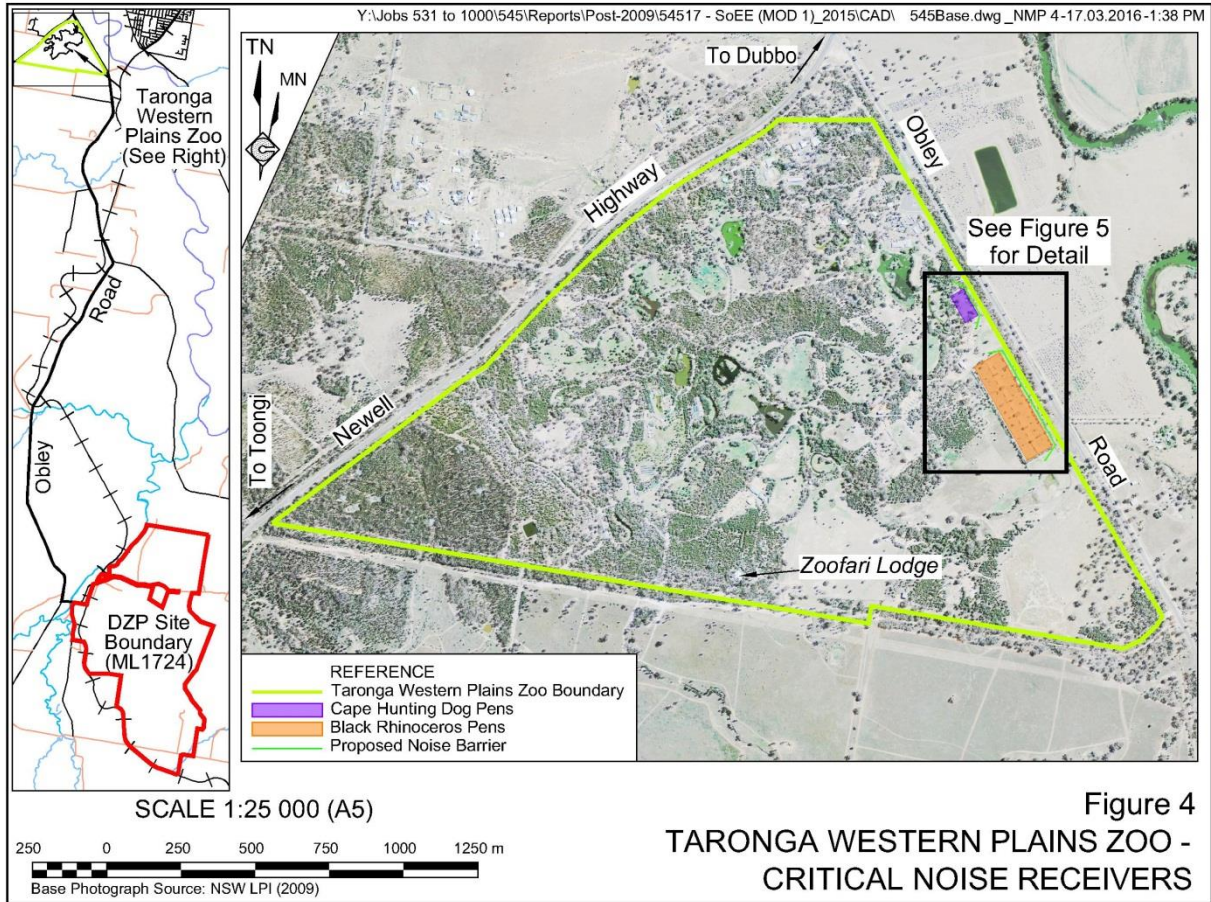 Y:\Jobs 531 to 1000\545\Reports\Post-2009\54517 - SoEE (MOD 1)_2015\CAD\ 545Base.dwg _NMP 4-17.03.2016-1:38 PM
Taronga
Western
Plains Zoo
(See Right)
Road
Obley
DZP Site
Boundary
(ML1724)
TN
MN
To Dubbo
Obley
Highway
See Figure 5
for Detail
Newell
To Toongi
Road
Zoofari Lodge
REFERENCE
Taronga Western Plains Zoo Boundary
Cape Hunting Dog Pens
Black Rhinoceros Pens
Proposed Noise Barrier
SCALE 1:25 000 (A5)
250 0 250 500 750 1000 1250 m
Base Photograph Source: NSW LPI (2009)
Figure 4
TARONGA WESTERN PLAINS ZOO -
CRITICAL NOISE RECEIVERS